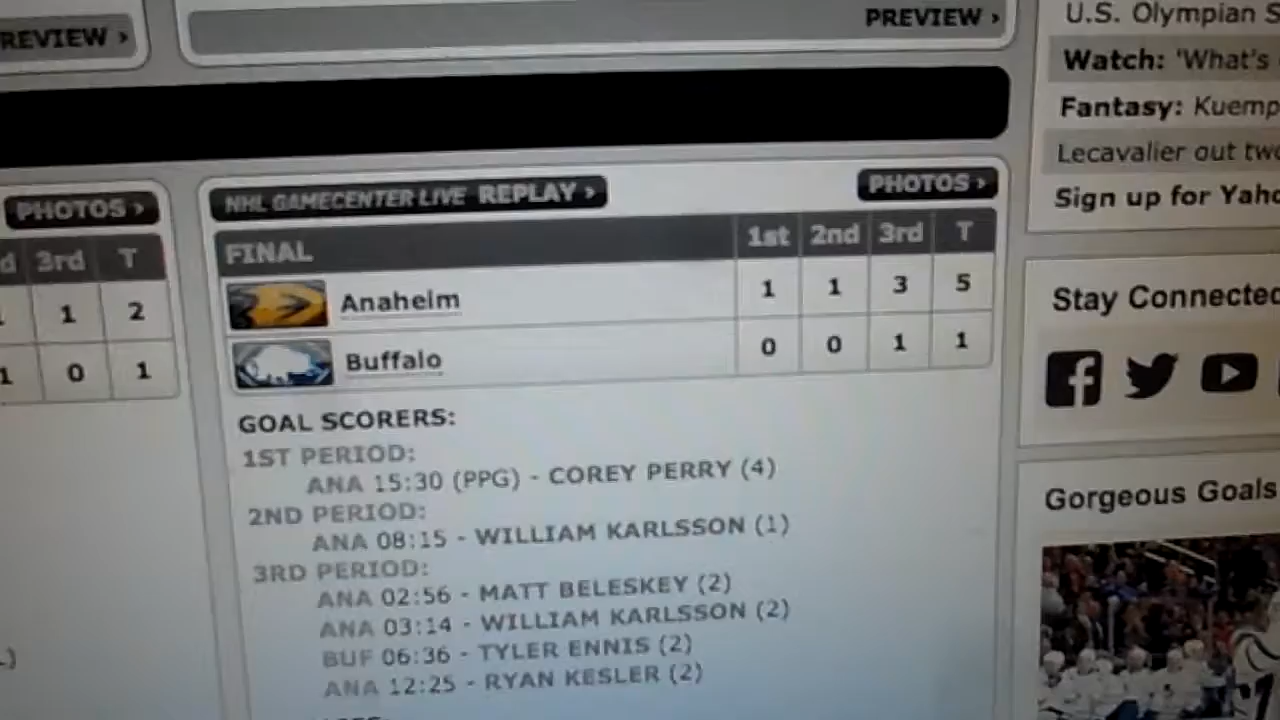 REVIEW ›
PREVIEW ›
U.S. Olympian S
Watch: 'What's
Fantasy: Kuemp
Lecavalier out two
Sign up for Yaho
PHOTOS ›
d 3rd T
1 2
1 0 1
NHL GAMECENTER LIVE REPLAY ›
PHOTOS ›
FINAL 1st 2nd 3rd T
Anaheim 1 1 3 5
Buffalo 0 0 1 1
GOAL SCORERS:
1ST PERIOD:
ANA 15:30 (PPG) - COREY PERRY (4)
2ND PERIOD:
ANA 08:15 - WILLIAM KARLSSON (1)
3RD PERIOD:
ANA 02:56 - MATT BELESKEY (2)
ANA 03:14 - WILLIAM KARLSSON (2)
BUF 06:36 - TYLER ENNIS (2)
ANA 12:25 - RYAN KESLER (2)
Stay Connected
Gorgeous Goals